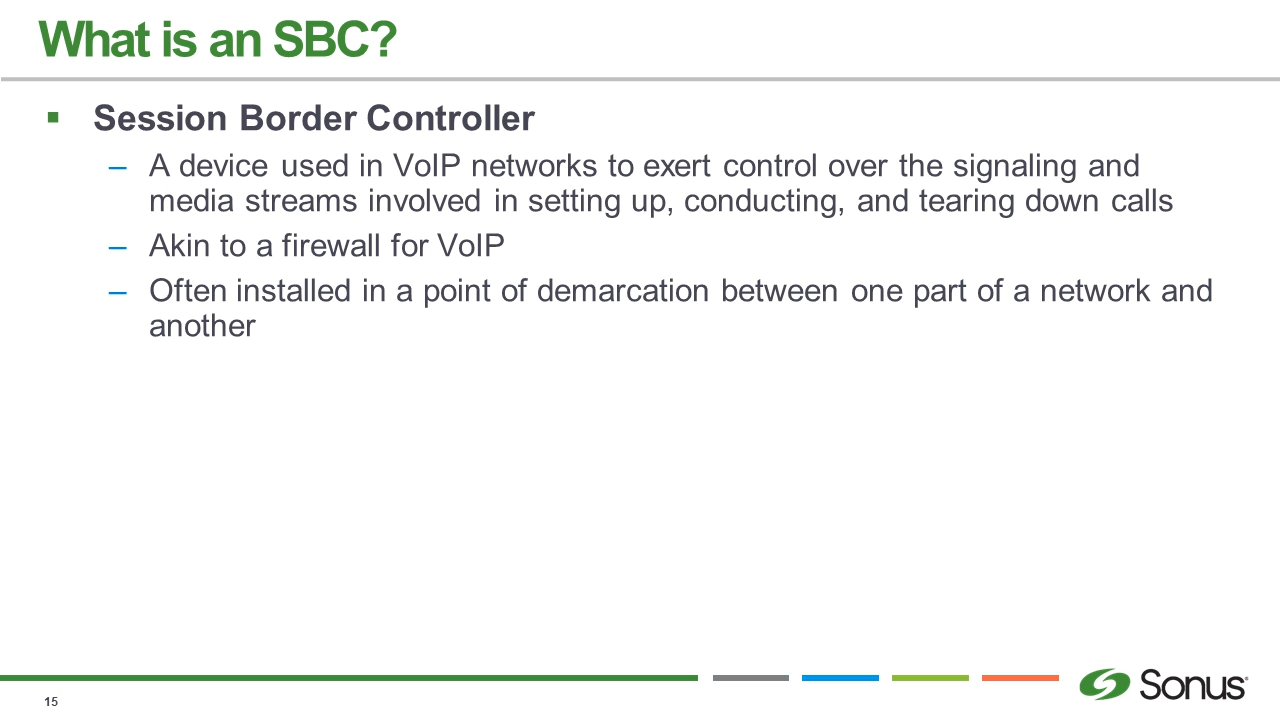 What is an SBC?
▪ Session Border Controller
– A device used in VoIP networks to exert control over the signaling and
media streams involved in setting up, conducting, and tearing down calls
– Akin to a firewall for VoIP
– Often installed in a point of demarcation between one part of a network and
another
15
Sonus